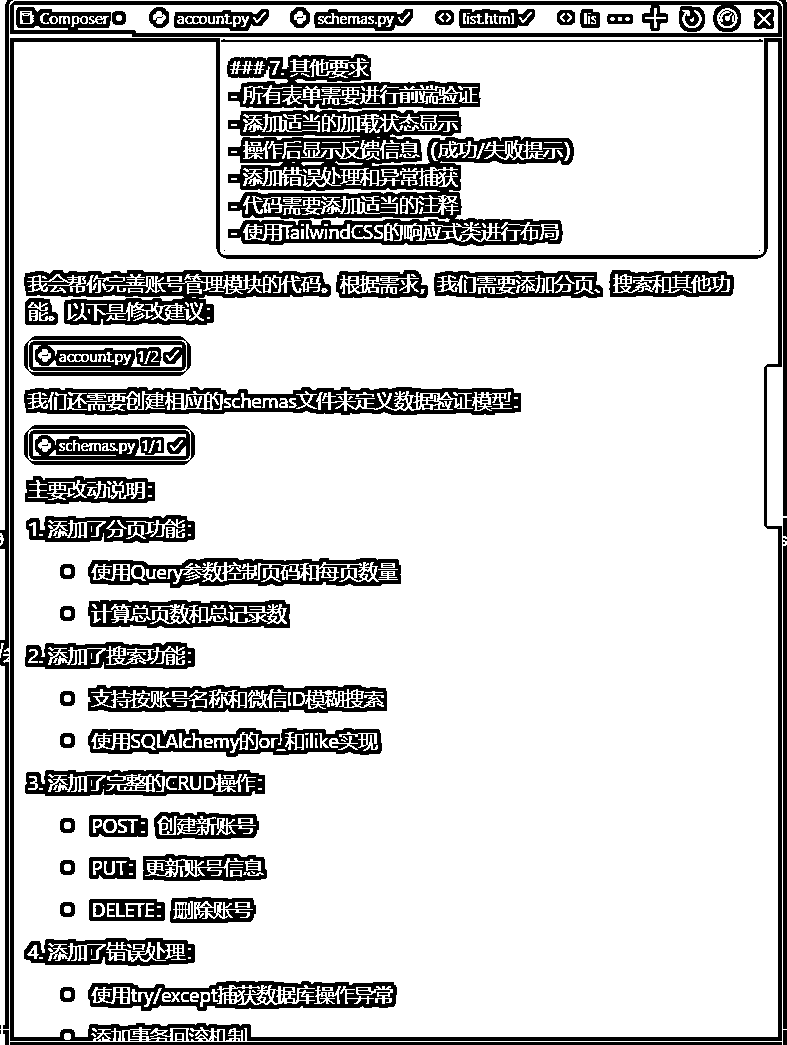 Composer account.py schemas.py list.html lis
### 7. 其他要求
- 所有表单需要进行前端验证
- 添加适当的加载状态显示
- 操作后显示反馈信息（成功/失败提示）
- 添加错误处理和异常捕获
- 代码需要添加适当的注释
- 使用TailwindCSS的响应式类进行布局
我会帮你完善账号管理模块的代码。根据需求，我们需要添加分页、搜索和其他功
能。以下是修改建议：
account.py 1/2
我们还需要创建相应的schemas文件来定义数据验证模型：
schemas.py 1/1
主要改动说明：
1. 添加了分页功能：
使用Query参数控制页码和每页数量
计算总页数和总记录数
2. 添加了搜索功能：
支持按账号名称和微信ID模糊搜索
使用SQLAlchemy的or_和ilike实现
3. 添加了完整的CRUD操作：
POST：创建新账号
PUT：更新账号信息
DELETE：删除账号
4. 添加了错误处理：
使用try/except捕获数据库操作异常
添加事务回滚机制